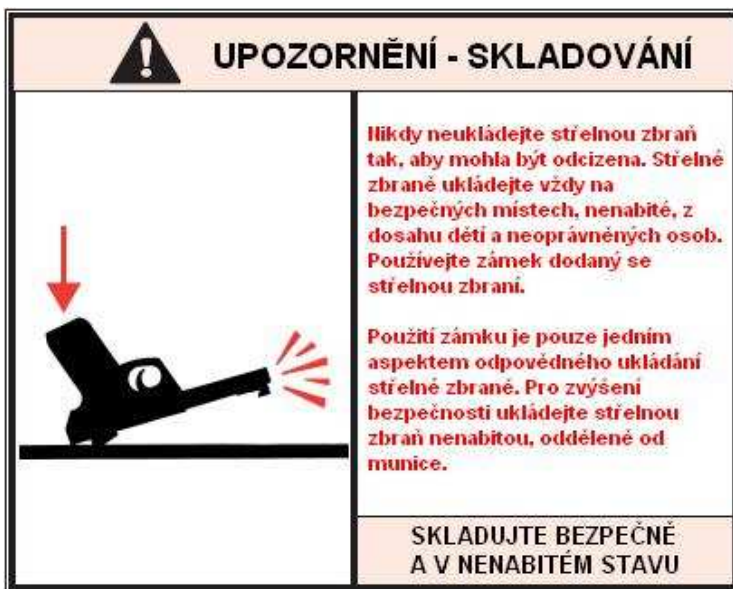 UPOZORNĚNÍ - SKLADOVÁNÍ
Nikdy neukládejte střelnou zbraň
tak, aby mohla být odcizena. Střelné
zbraně ukládejte vždy na
bezpečných místech, nenabité, z
dosahu dětí a neoprávněných osob.
Používejte zámek dodaný se
střelnou zbraní.
Použití zámku je pouze jedním
aspektem odpovědného ukládání
střelné zbrané. Pro zvýšení
bezpečnosti ukládejte střelnou
zbraň nenabitou, oddělené od
munice.
SKLADUJTE BEZPEČNĚ
A V NENABITÉM STAVU